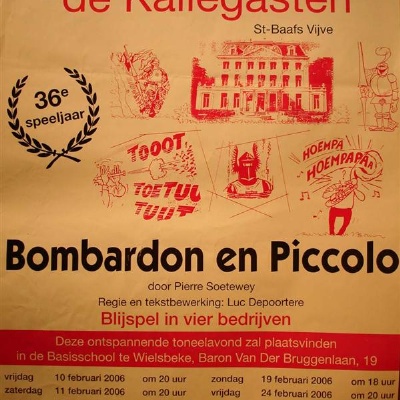 de Kallegasten
St-Baafs Vijve
36e
speeljaar
TOOOT,
TOETUU
TUUT
HOEMPA
HOEMPAPAA
Bombardon en Piccolo
door Pierre Soetewey
Regie en tekstbewerking: Luc Depoortere
Blijspel in vier bedrijven
Deze ontspannende toneelavond zal plaatsvinden
in de Basisschool te Wielsbeke, Baron Van Der Bruggenlaan, 19
vrijdag 10 februari 2006 om 20 uur zondag 19 februari 2006 om 18 uur
zaterdag 11 februari 2006 om 20 uur vrijdag 24 februari 2006 om 20 uur